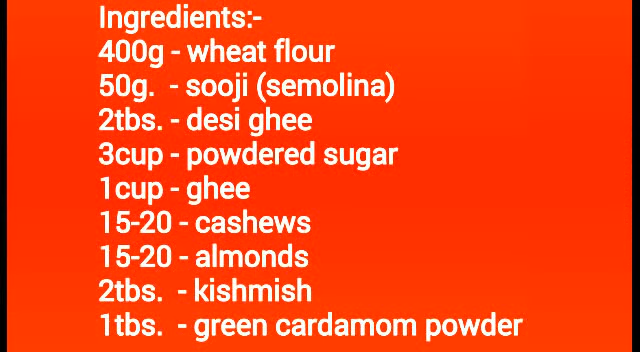 Ingredients:-
400g - wheat flour
50g. - sooji (semolina)
2tbs. - desi ghee
3cup - powdered sugar
1cup - ghee
15-20 - cashews
15-20 - almonds
2tbs. - kishmish
1tbs. - green cardamom powder